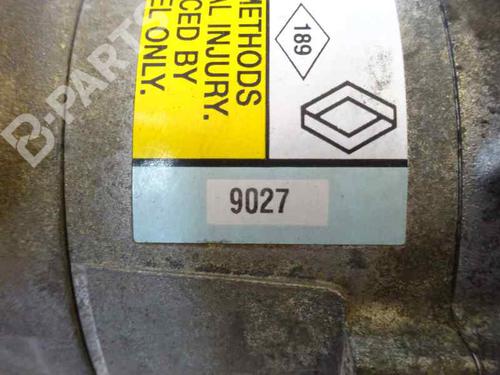 METHODS
AL INJURY.
CED BY
EL ONLY.
189
9027
B-PARTS